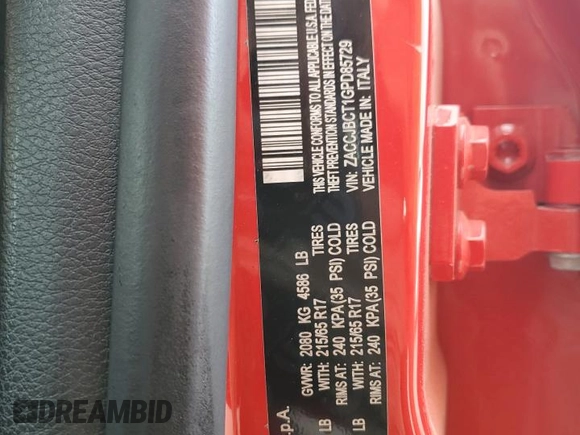 THIS VEHICLE CONFORMS TO ALL APPLICABLE U.S.A. FED
THEFT PREVENTION STANDARDS IN EFFECT ON THE DATE
VIN: ZACCJBCT1GPD85729
VEHICLE MADE IN: ITALY
.p.A.
GVWR: 2080 KG 4586 LB
LB WITH: 215/65 R17 TIRES
RIMS AT: 240 KPA(35 PSI) COLD
LB WITH: 215/65 R17 TIRES
RIMS AT: 240 KPA(35 PSI) COLD
DREAMBID